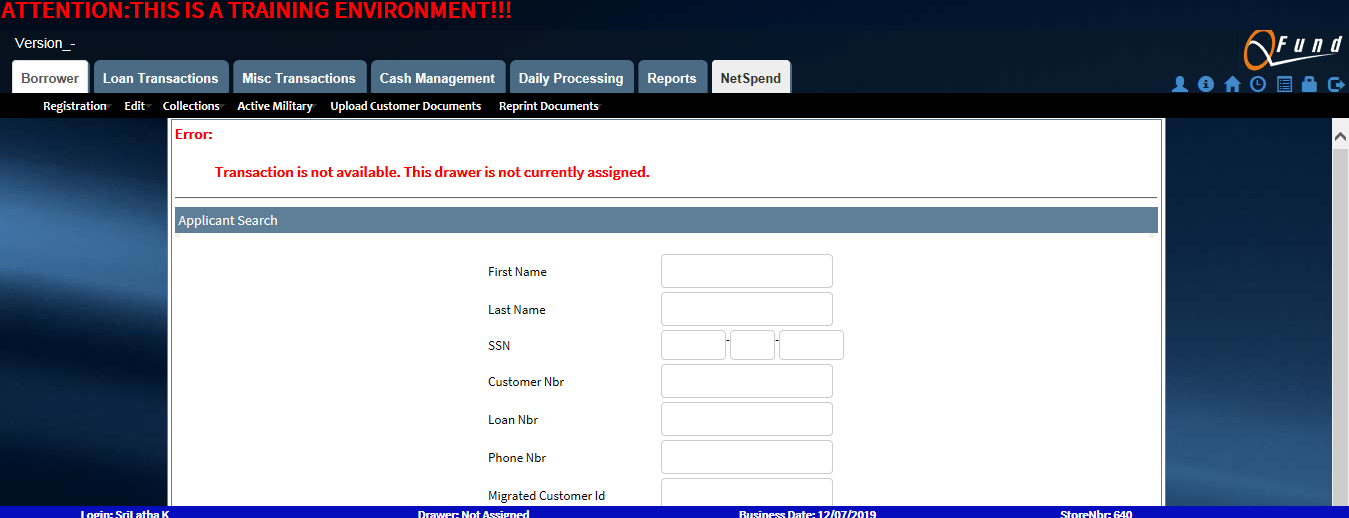 ATTENTION:THIS IS A TRAINING ENVIRONMENT!!!
Version_-
QFund
Borrower Loan Transactions Misc Transactions Cash Management Daily Processing Reports NetSpend
Registration Edit Collections Active Military Upload Customer Documents Reprint Documents
Error:
Transaction is not available. This drawer is not currently assigned.
Applicant Search
First Name
Last Name
SSN - -
Customer Nbr
Loan Nbr
Phone Nbr
Migrated Customer Id
Login: SriLatha K Drawer: Not Assigned Business Date: 12/07/2019 StoreNbr: 640